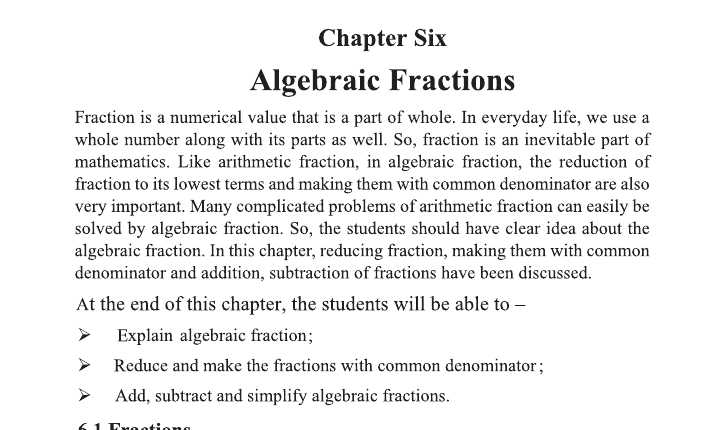 Chapter Six
Algebraic Fractions
Fraction is a numerical value that is a part of whole. In everyday life, we use a
whole number along with its parts as well. So, fraction is an inevitable part of
mathematics. Like arithmetic fraction, in algebraic fraction, the reduction of
fraction to its lowest terms and making them with common denominator are also
very important. Many complicated problems of arithmetic fraction can easily be
solved by algebraic fraction. So, the students should have clear idea about the
algebraic fraction. In this chapter, reducing fraction, making them with common
denominator and addition, subtraction of fractions have been discussed.
At the end of this chapter, the students will be able to –
➢ Explain algebraic fraction;
➢ Reduce and make the fractions with common denominator;
➢ Add, subtract and simplify algebraic fractions.
6.1 Fractions